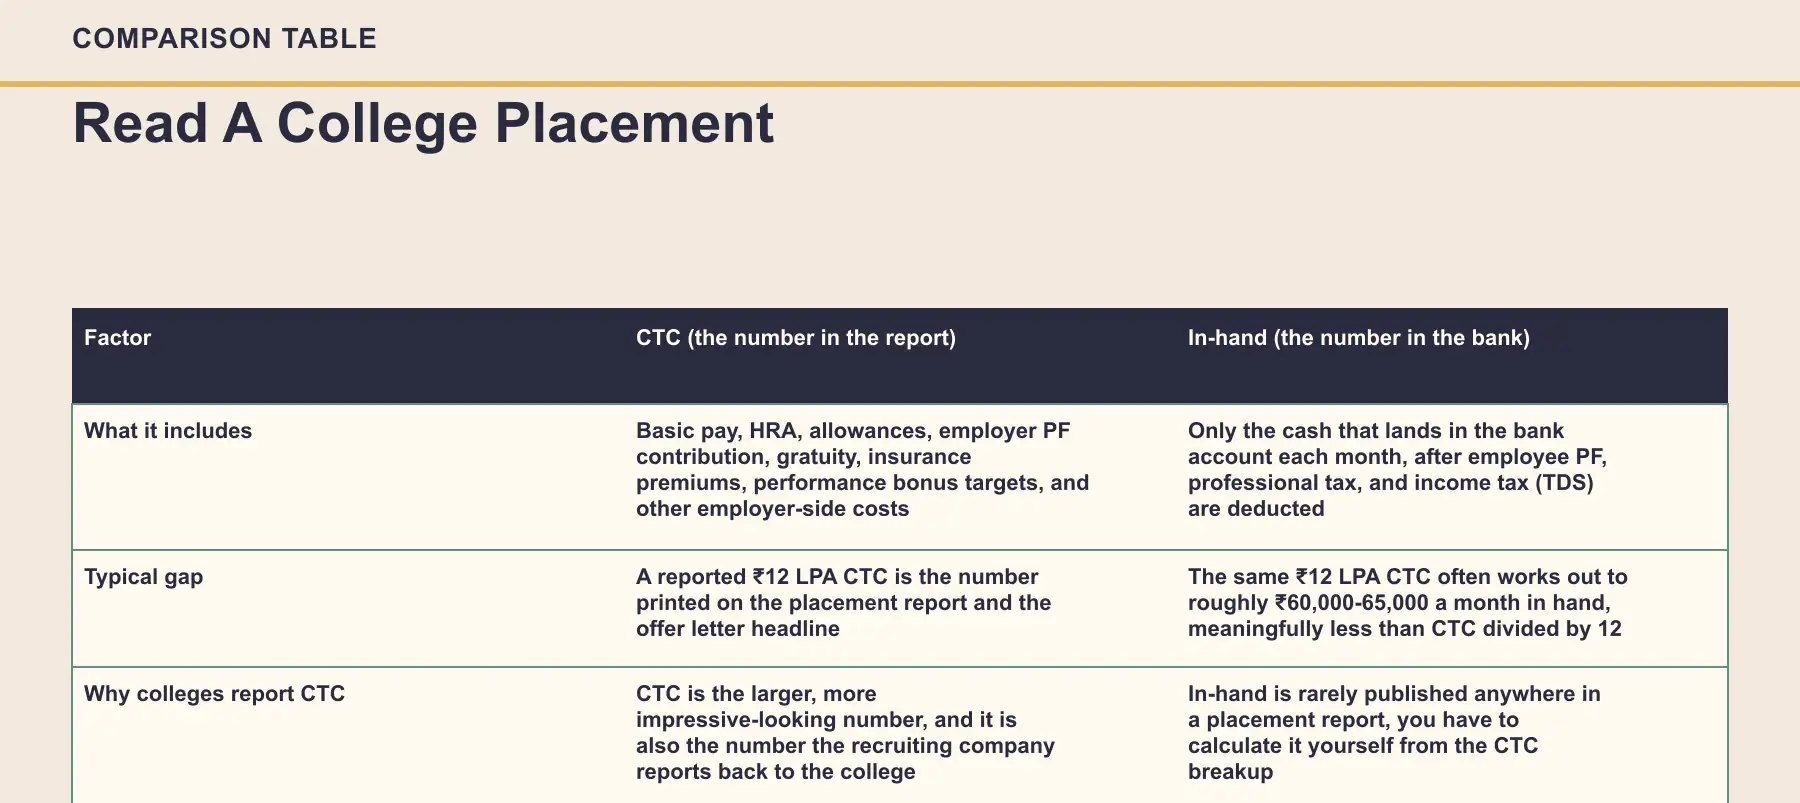 COMPARISON TABLE
Read A College Placement
Factor
CTC (the number in the report)
In-hand (the number in the bank)
What it includes
Basic pay, HRA, allowances, employer PF
contribution, gratuity, insurance
premiums, performance bonus targets, and
other employer-side costs
Only the cash that lands in the bank
account each month, after employee PF,
professional tax, and income tax (TDS)
are deducted
Typical gap
A reported ₹12 LPA CTC is the number
printed on the placement report and the
offer letter headline
The same ₹12 LPA CTC often works out to
roughly ₹60,000-65,000 a month in hand,
meaningfully less than CTC divided by 12
Why colleges report CTC
CTC is the larger, more
impressive-looking number, and it is
also the number the recruiting company
reports back to the college
In-hand is rarely published anywhere in
a placement report, you have to
calculate it yourself from the CTC
breakup